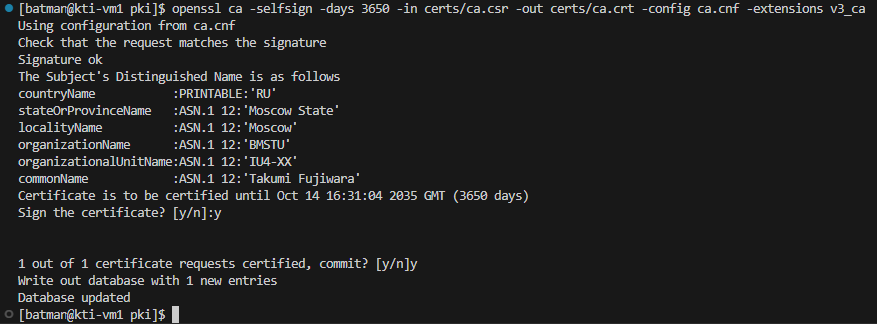 [batman@kti-vm1 pki]$ openssl ca -selfsign -days 3650 -in certs/ca.csr -out certs/ca.crt -config ca.cnf -extensions v3_ca
Using configuration from ca.cnf
Check that the request matches the signature
Signature ok
The Subject's Distinguished Name is as follows
countryName           :PRINTABLE:'RU'
stateOrProvinceName   :ASN.1 12:'Moscow State'
localityName          :ASN.1 12:'Moscow'
organizationName      :ASN.1 12:'BMSTU'
organizationalUnitName:ASN.1 12:'IU4-XX'
commonName            :ASN.1 12:'Takumi Fujiwara'
Certificate is to be certified until Oct 14 16:31:04 2035 GMT (3650 days)
Sign the certificate? [y/n]:y
1 out of 1 certificate requests certified, commit? [y/n]y
Write out database with 1 new entries
Database updated
[batman@kti-vm1 pki]$